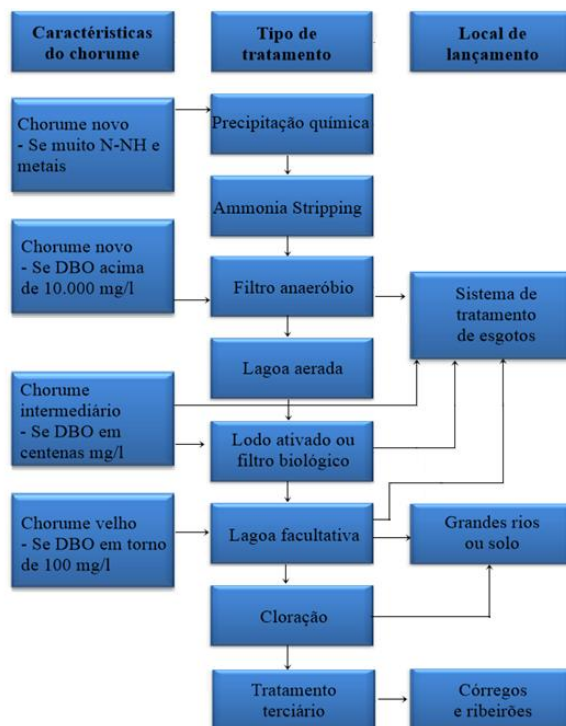 Características
do chorume
Tipo de
tratamento
Local de
lançamento
Chorume novo
- Se muito N-NH e
metais
Precipitação química
Ammonia Stripping
Chorume novo
- Se DBO acima
de 10.000 mg/l
Filtro anaeróbio
Sistema de
tratamento
de esgotos
Lagoa aerada
Chorume
intermediário
- Se DBO em
centenas mg/l
Lodo ativado ou
filtro biológico
Chorume velho
- Se DBO em torno
de 100 mg/l
Lagoa facultativa
Grandes rios
ou solo
Cloração
Tratamento
terciário
Córregos
e ribeirões